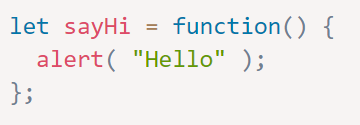 let sayHi = function() {
  alert( "Hello" );
};